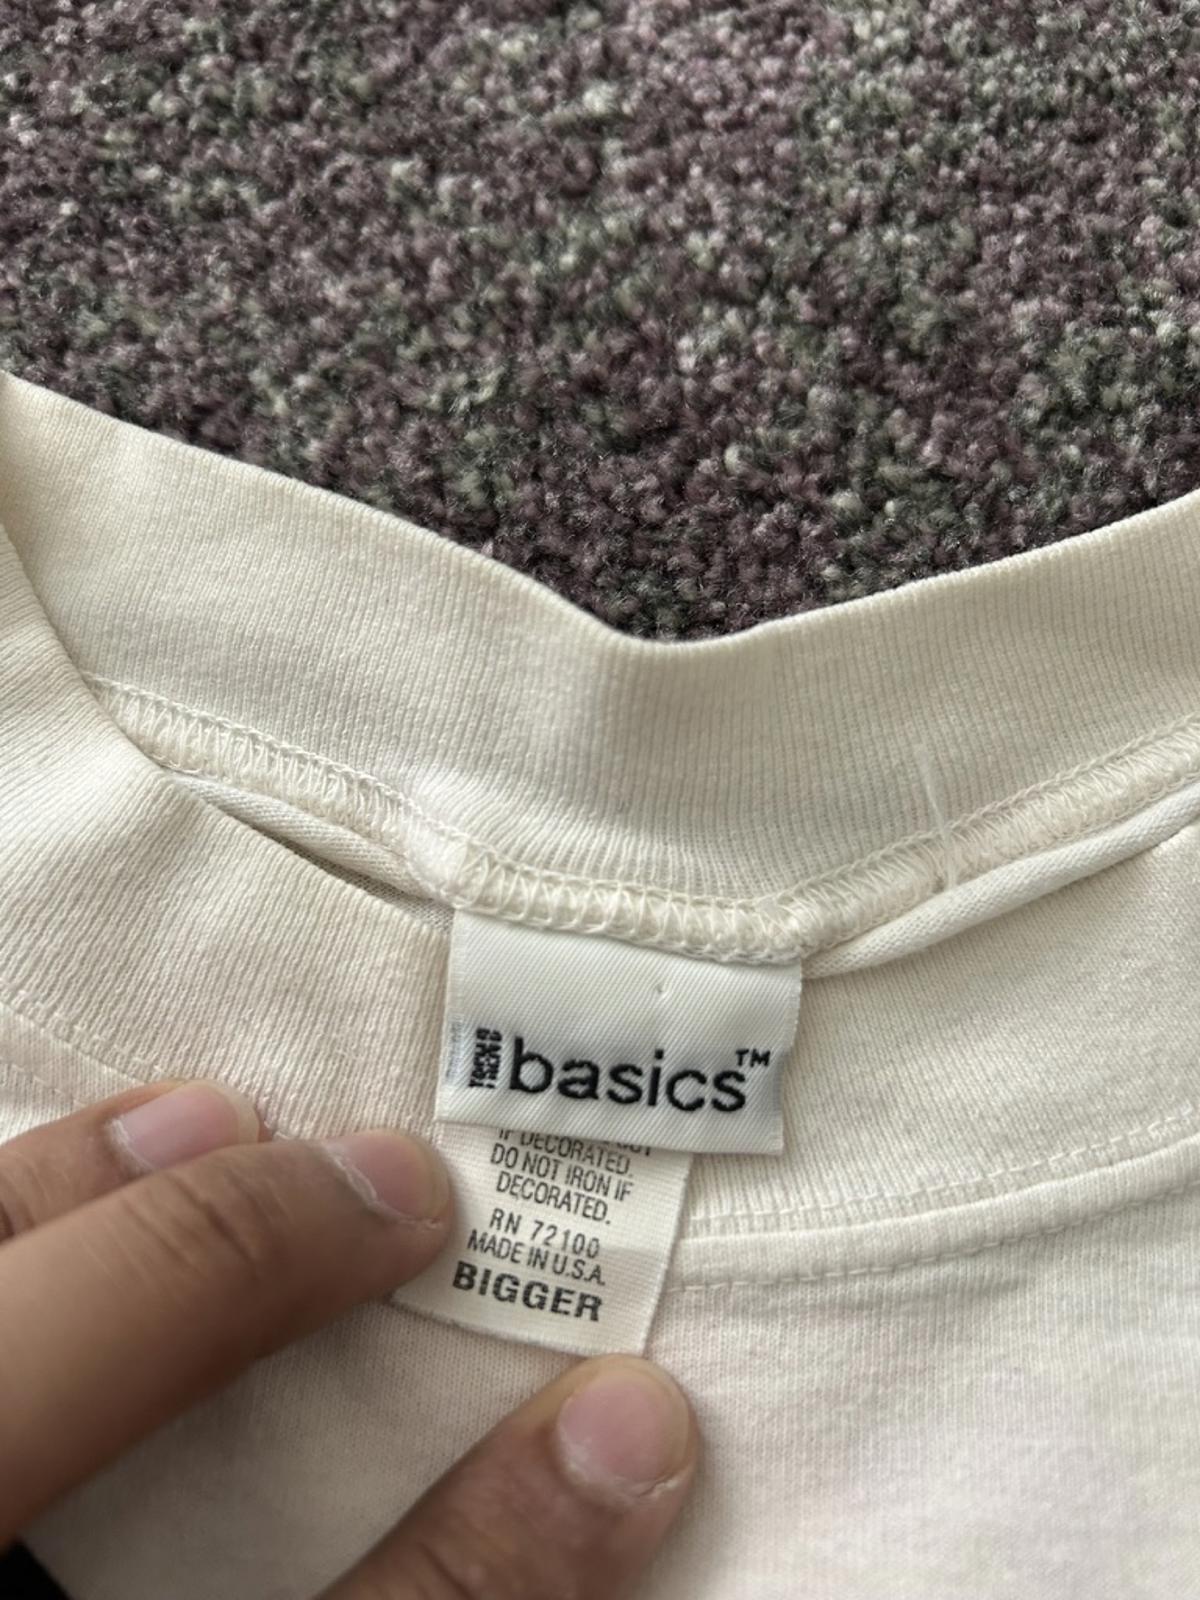 basics™
IF DECORATED.
DO NOT IRON IF
DECORATED.
RN 72100
MADE IN U.S.A.
BIGGER